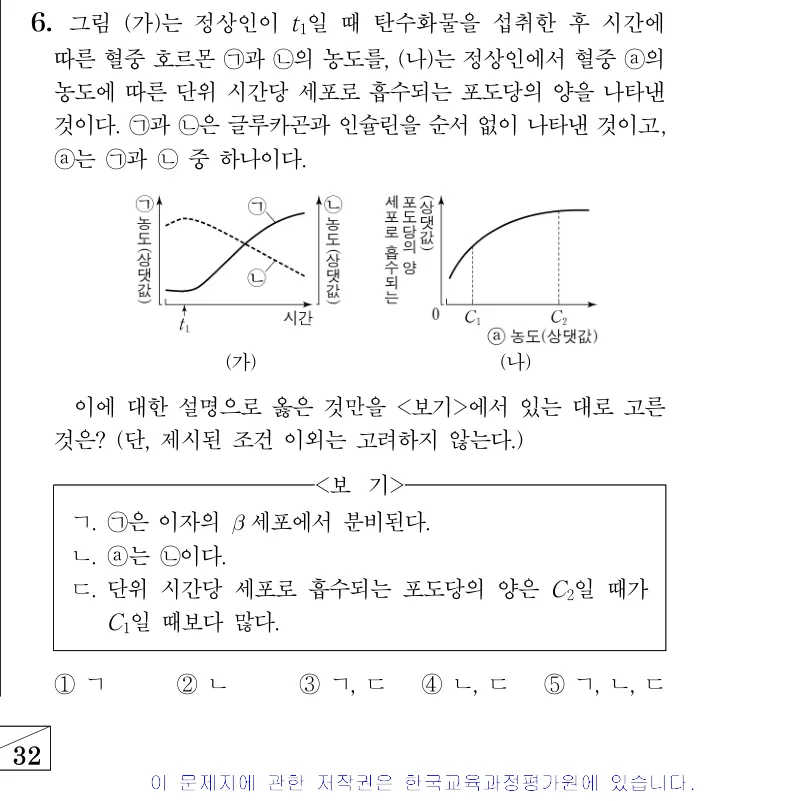 6. 그림 (가)는 정상인이 t₁일 때 탄수화물을 섭취한 후 시간에
따른 혈중 호르몬 ㉠과 ㉡의 농도를, (나)는 정상인에서 혈중 ⓐ의
농도에 따른 단위 시간당 세포로 흡수되는 포도당의 양을 나타낸
것이다. ㉠과 ㉡은 글루카곤과 인슐린을 순서 없이 나타낸 것이고,
ⓐ는 ㉠과 ㉡ 중 하나이다.
㉠ 농도(상댓값)
㉠
㉡
㉡ 농도(상댓값)
t₁
시간
(가)
세포로 흡수되는
포도당의 양
(상댓값)
0 C₁ C₂
ⓐ 농도(상댓값)
(나)
이에 대한 설명으로 옳은 것만을 <보기>에서 있는 대로 고른
것은? (단, 제시된 조건 이외는 고려하지 않는다.)
<보 기>
ㄱ. ㉠은 이자의 β세포에서 분비된다.
ㄴ. ⓐ는 ㉡이다.
ㄷ. 단위 시간당 세포로 흡수되는 포도당의 양은 C₂일 때가
C₁일 때보다 많다.
① ㄱ ② ㄴ ③ ㄱ, ㄷ ④ ㄴ, ㄷ ⑤ ㄱ, ㄴ, ㄷ
32
이 문제지에 관한 저작권은 한국교육과정평가원에 있습니다.